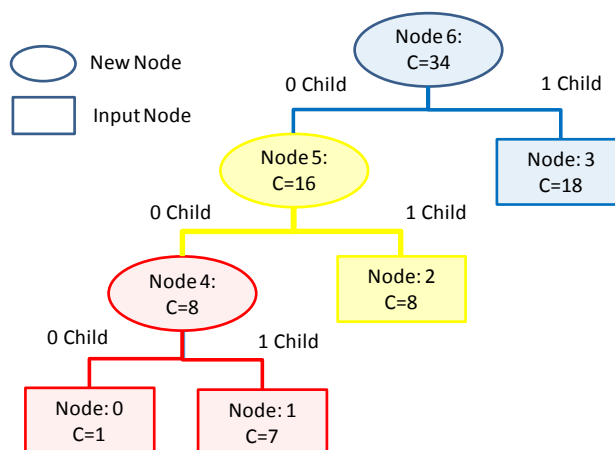 New Node
Input Node
Node 6:
C=34
0 Child
1 Child
Node 5:
C=16
Node: 3
C=18
0 Child
1 Child
Node 4:
C=8
Node: 2
C=8
0 Child
1 Child
Node: 0
C=1
Node: 1
C=7